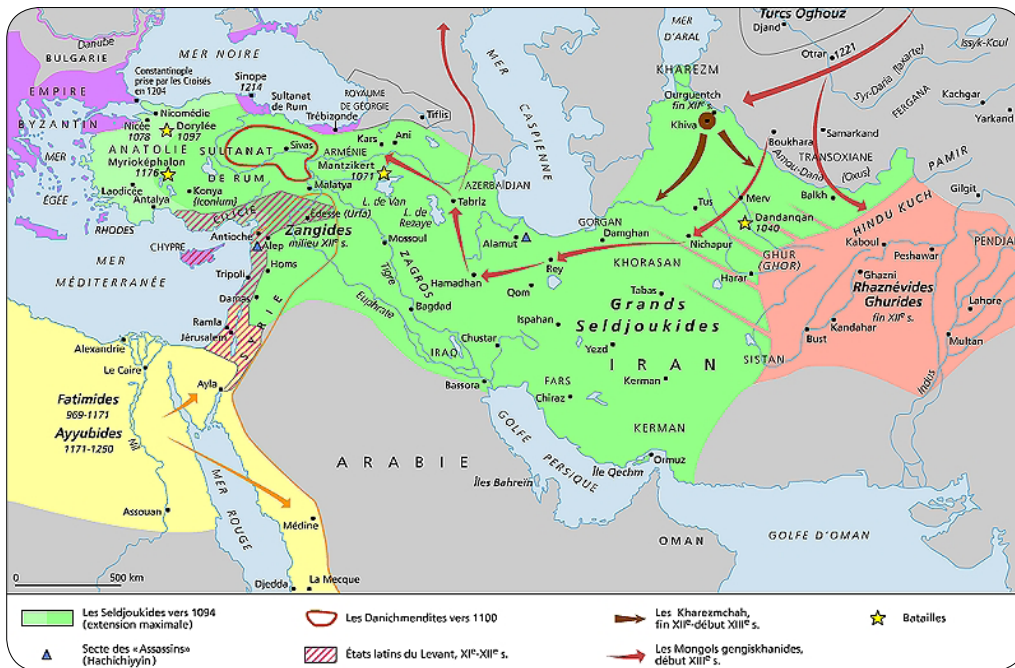 Turcs Oghouz
MER
D'ARAL
Djand
Otrar
1221
Issyk-Koul
Syr-Daria (Iaxarte)
Danube
BULGARIE
MER NOIRE
MER
CASPIENNE
KHAREZM
Ourguentch
fin XIIe s.
Khiva
FERGANA
Kachgar
Yarkand
Constantinople
prise par les Croisés
en 1204
Sinope
1214
Sultanat
de Rum
ROYAUME
DE GÉORGIE
Trébizonde
Tiflis
EMPIRE
BYZANTIN
Nicomédie
Nicée
1078
Dorylée
1097
ANATOLIE
Myrioképhalon
1176
SULTANAT
DE RUM
Sivas
ARMÉNIE
Kars
Ani
Mantzikert
1071
Boukhara
Samarkand
TRANSOXIANE
Amou-Daria
(Oxus)
PAMIR
MER
ÉGÉE
Laodicée
Antalya
Konya
(Iconium)
Malatya
L. de Van
AZERBAÏDJAN
Tabriz
L. de
Rezaye
Tus
Merv
Balkh
Dandanqan
1040
HINDU KUCH
Gilgit
RHODES
CILICIE
Edesse (Urfa)
Zangides
milieu XIIe s.
CHYPRE
Antioche
Alep
Mossoul
Alamut
GORGAN
Damghan
Nichapur
KHORASAN
GHUR
(GHOR)
Harar
Kaboul
Peshawar
PENDJAB
MER
MÉDITERRANÉE
Tripoli
Homs
ZAGROS
Tigre
Hamadhan
Rey
Qom
Tabas
Ghazni
Rhaznévides
Ghurides
fin XIIe s.
Lahore
Damas
SYRIE
Euphrate
Bagdad
Grands
Seldjoukides
Ispahan
Kandahar
Bust
Multan
Ramla
Jérusalem
IRAQ
Chustar
Yezd
IRAN
SISTAN
Indus
Alexandrie
Le Caire
Ayla
Bassora
FARS
Kerman
Chiraz
Fatimides
969-1171
Ayyubides
1171-1250
Nil
GOLFE
PERSIQUE
KERMAN
ARABIE
Ormuz
Île Qechm
Îles Bahreïn
MER
ROUGE
Assouan
Médine
OMAN
GOLFE D'OMAN
0
500 km
Djedda
La Mecque
Les Seldjoukides vers 1094
(extension maximale)
Les Danichmendites vers 1100
Les Kharezmchah,
fin XIIe-début XIIIe s.
Batailles
Secte des «Assassins»
(Hachichiyyin)
États latins du Levant, XIe-XIIe s.
Les Mongols gengiskhanides,
début XIIIe s.